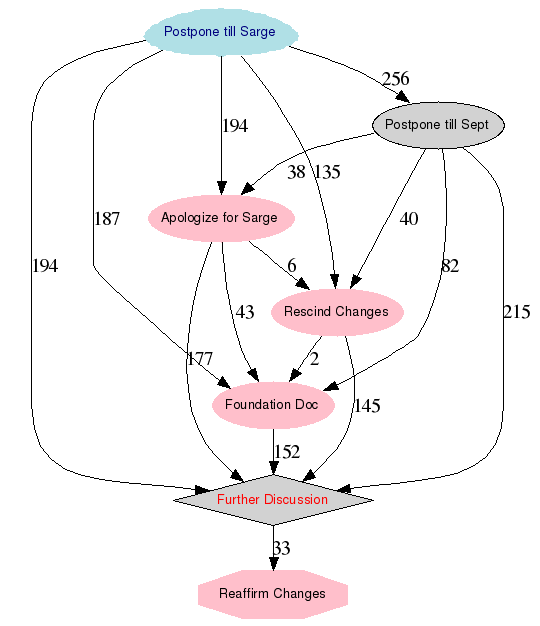 Postpone till Sarge
256
Postpone till Sept
194
38
135
Apologize for Sarge
187
40
194
6
82
Rescind Changes
43
215
177
2
Foundation Doc
145
152
Further Discussion
33
Reaffirm Changes